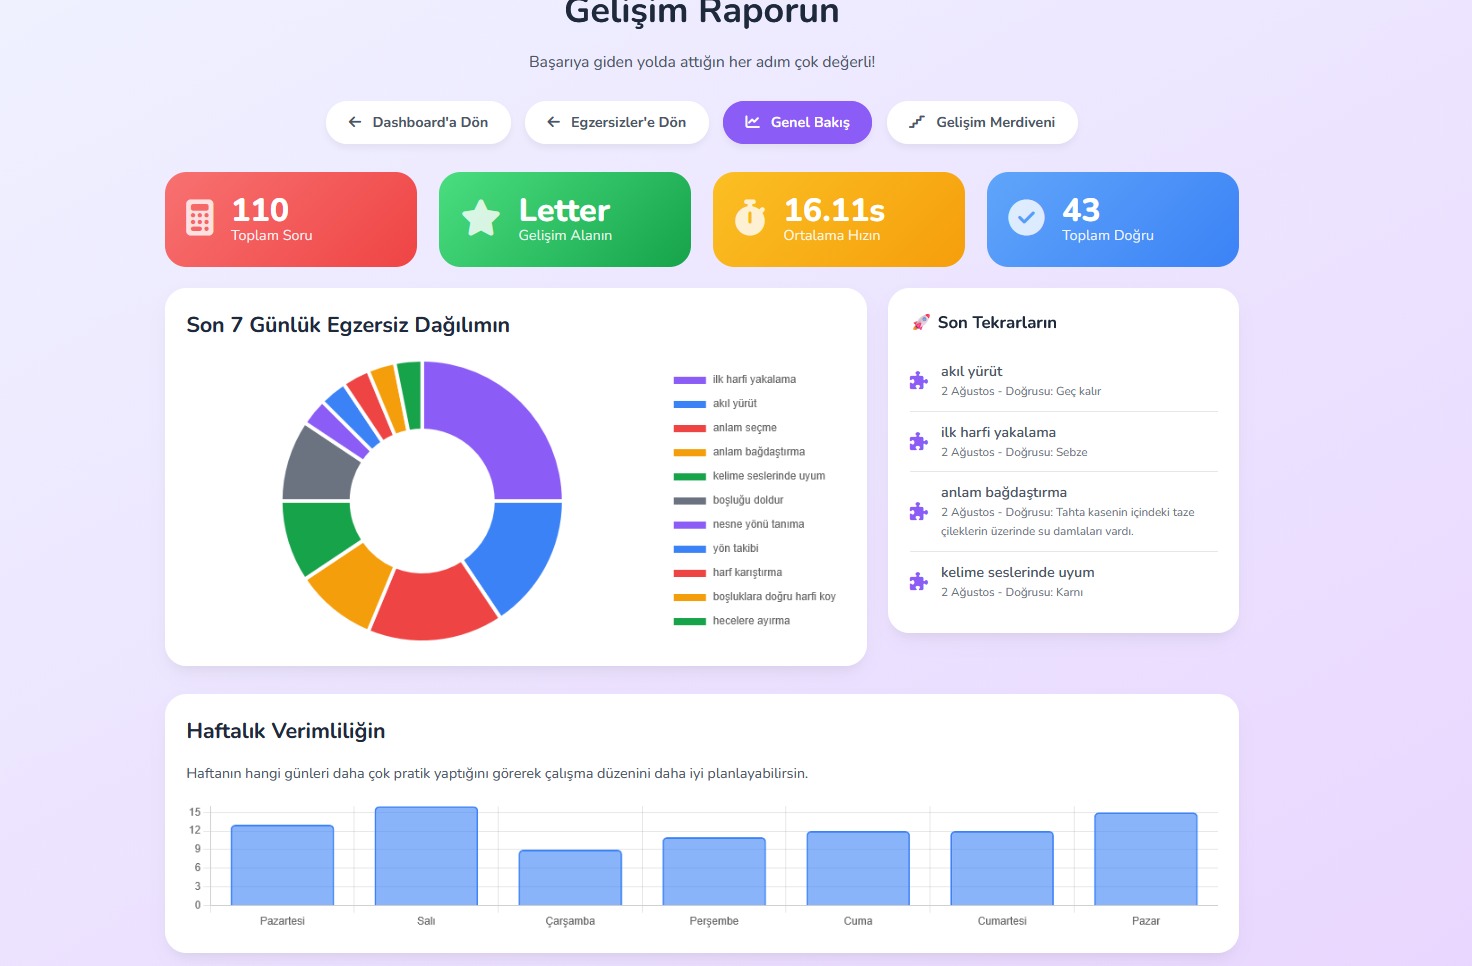 Gelişim Raporun
Başarıya giden yolda attığın her adım çok değerli!
Dashboard'a Dön
Egzersizler'e Dön
Genel Bakış
Gelişim Merdiveni
110
Toplam Soru
Letter
Gelişim Alanın
16.11s
Ortalama Hızın
43
Toplam Doğru
Son 7 Günlük Egzersiz Dağılımın
ilk harfi yakalama
akıl yürüt
anlam seçme
anlam bağdaştırma
kelime seslerinde uyum
boşluğu doldur
nesne yönü tanıma
yön takibi
harf karıştırma
boşluklara doğru harfi koy
hecelere ayırma
🚀 Son Tekrarların
akıl yürüt
2 Ağustos - Doğrusu: Geç kalır
ilk harfi yakalama
2 Ağustos - Doğrusu: Sebze
anlam bağdaştırma
2 Ağustos - Doğrusu: Tahta kasenin içindeki taze
çileklerin üzerinde su damlaları vardı.
kelime seslerinde uyum
2 Ağustos - Doğrusu: Karnı
Haftalık Verimliliğin
Haftanın hangi günleri daha çok pratik yaptığını görerek çalışma düzenini daha iyi planlayabilirsin.
15
12
9
6
3
0
Pazartesi
Salı
Çarşamba
Perşembe
Cuma
Cumartesi
Pazar